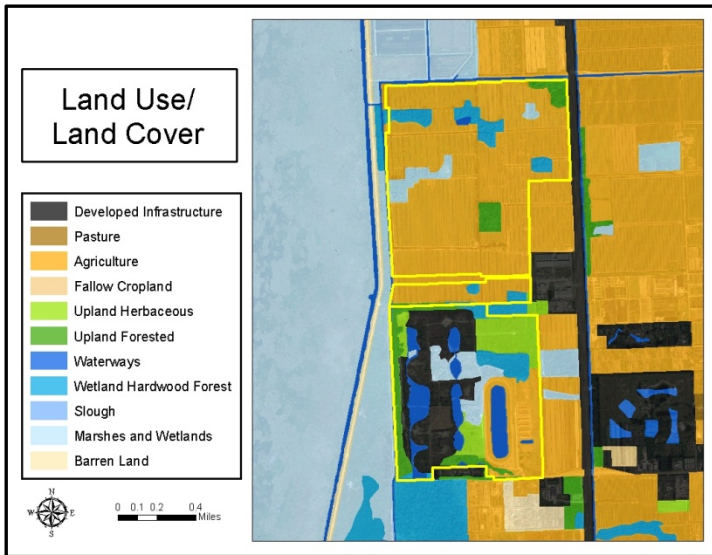 Land Use/
Land Cover
Developed Infrastructure
Pasture
Agriculture
Fallow Cropland
Upland Herbaceous
Upland Forested
Waterways
Wetland Hardwood Forest
Slough
Marshes and Wetlands
Barren Land
N
W E
S
0 0.1 0.2 0.4
Miles